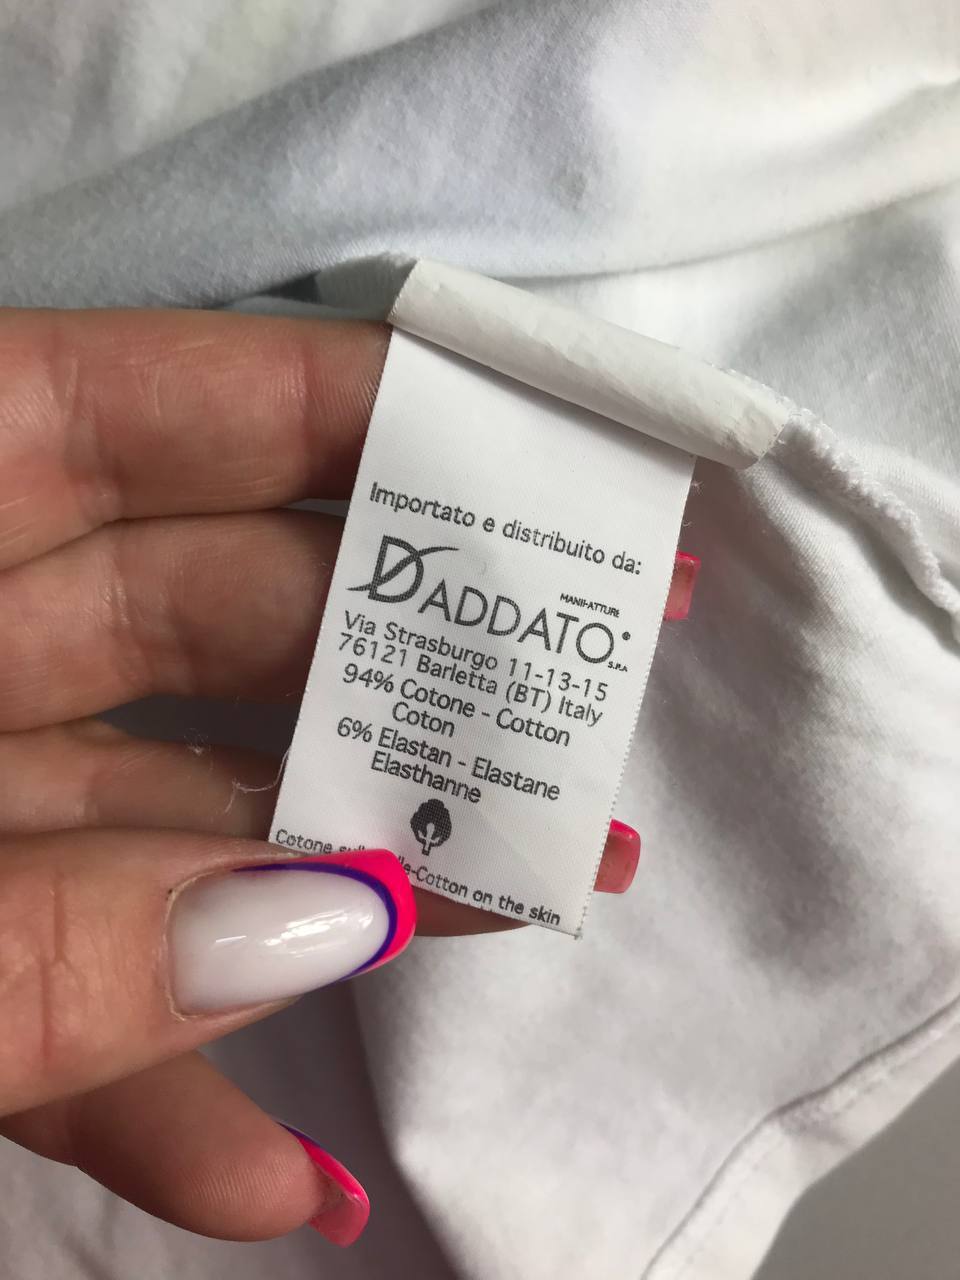 Importato e distribuito da:
DADDATO
S.P.A
Via Strasburgo 11-13-15
76121 Barletta (BT) Italy
94% Cotone - Cotton
Coton
6% Elastan - Elastane
Elasthanne
Cotone -Cotton on the skin